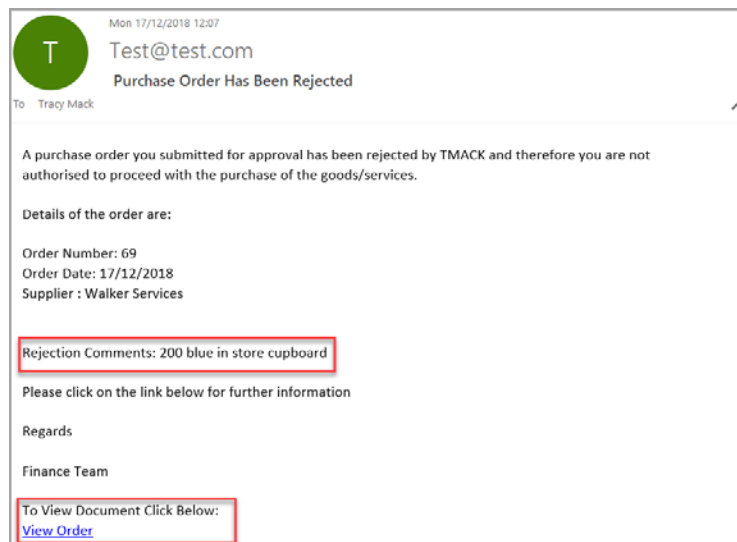 Mon 17/12/2018 12:07
T
Test@test.com
Purchase Order Has Been Rejected
To Tracy Mack
A purchase order you submitted for approval has been rejected by TMACK and therefore you are not
authorised to proceed with the purchase of the goods/services.
Details of the order are:
Order Number: 69
Order Date: 17/12/2018
Supplier : Walker Services
Rejection Comments: 200 blue in store cupboard
Please click on the link below for further information
Regards
Finance Team
To View Document Click Below:
View Order